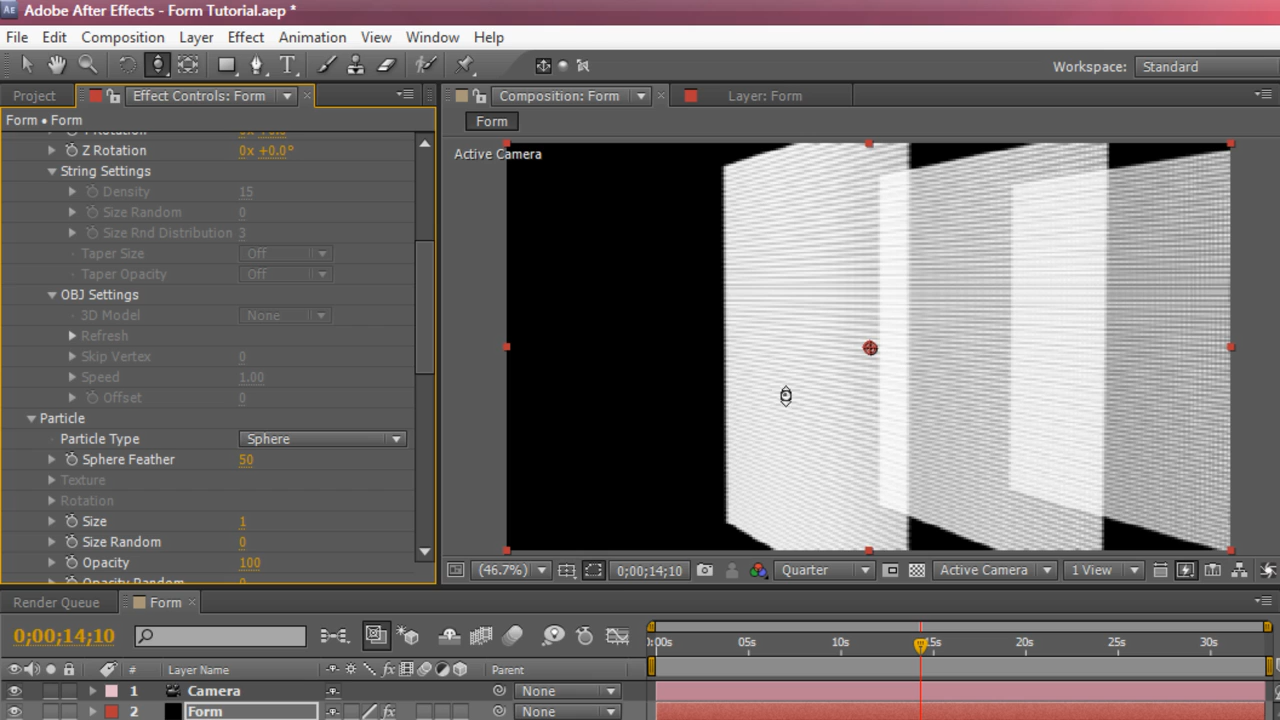 Adobe After Effects - Form Tutorial.aep *
File Edit Composition Layer Effect Animation View Window Help
Workspace: Standard
Project Effect Controls: Form Composition: Form Layer: Form
Form • Form
Form
Active Camera
Z Rotation 0x +0.0°
String Settings
Density 15
Size Random 0
Size Rnd Distribution 3
Taper Size Off
Taper Opacity Off
OBJ Settings
3D Model None
Refresh
Skip Vertex 0
Speed 1.00
Offset 0
Particle
Particle Type Sphere
Sphere Feather 50
Texture
Rotation
Size 1
Size Random 0
Opacity 100
Opacity Random
(46.7%) 0;00;14;10 Quarter Active Camera 1 View
Render Queue Form
0;00;14;10
0:00s 05s 10s 15s 20s 25s 30s
# Layer Name Parent
1 Camera None
2 Form None